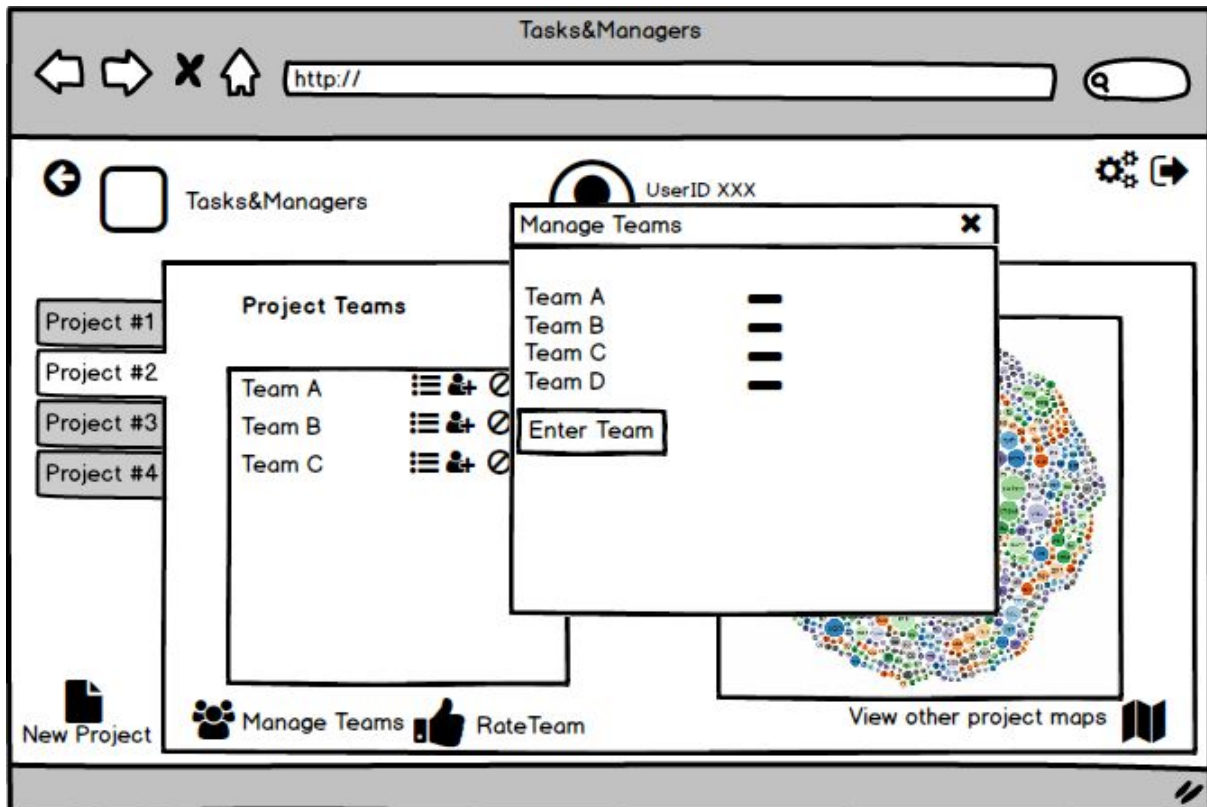 Tasks&Managers
http://
Tasks&Managers
UserID XXX
Manage Teams
Team A
Team B
Team C
Team D
Enter Team
Project #1
Project #2
Project #3
Project #4
Project Teams
Team A
Team B
Team C
New Project
Manage Teams
RateTeam
View other project maps